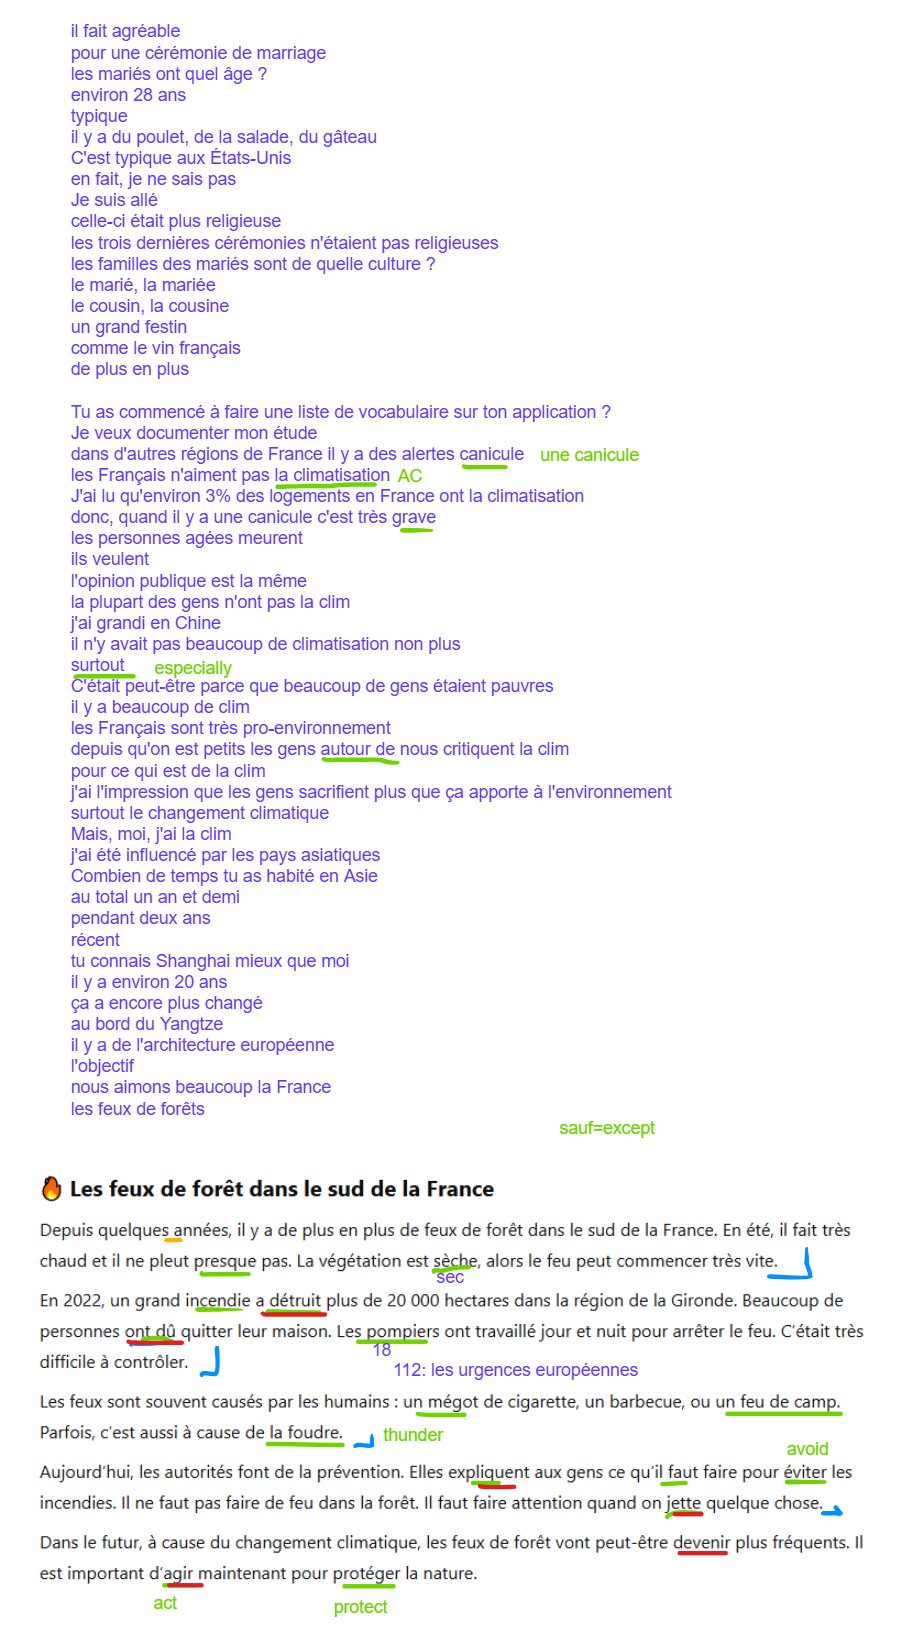 il fait agréable
pour une cérémonie de marriage
les mariés ont quel âge ?
environ 28 ans
typique
il y a du poulet, de la salade, du gâteau
C'est typique aux États-Unis
en fait, je ne sais pas
Je suis allé
celle-ci était plus religieuse
les trois dernières cérémonies n'étaient pas religieuses
les familles des mariés sont de quelle culture ?
le marié, la mariée
le cousin, la cousine
un grand festin
comme le vin français
de plus en plus
Tu as commencé à faire une liste de vocabulaire sur ton application ?
Je veux documenter mon étude
dans d'autres régions de France il y a des alertes canicule une canicule
les Français n'aiment pas la climatisation AC
J'ai lu qu'environ 3% des logements en France ont la climatisation
donc, quand il y a une canicule c'est très grave
les personnes agées meurent
ils veulent
l'opinion publique est la même
la plupart des gens n'ont pas la clim
j'ai grandi en Chine
il n'y avait pas beaucoup de climatisation non plus
surtout especially
C'était peut-être parce que beaucoup de gens étaient pauvres
il y a beaucoup de clim
les Français sont très pro-environnement
depuis qu'on est petits les gens autour de nous critiquent la clim
pour ce qui est de la clim
j'ai l'impression que les gens sacrifient plus que ça apporte à l'environnement
surtout le changement climatique
Mais, moi, j'ai la clim
j'ai été influencé par les pays asiatiques
Combien de temps tu as habité en Asie
au total un an et demi
pendant deux ans
récent
tu connais Shanghai mieux que moi
il y a environ 20 ans
ça a encore plus changé
au bord du Yangtze
il y a de l'architecture européenne
l'objectif
nous aimons beaucoup la France
les feux de forêts
sauf=except
🔥 Les feux de forêt dans le sud de la France
Depuis quelques années, il y a de plus en plus de feux de forêt dans le sud de la France. En été, il fait très
chaud et il ne pleut presque pas. La végétation est sèche, alors le feu peut commencer très vite.
sec
En 2022, un grand incendie a détruit plus de 20 000 hectares dans la région de la Gironde. Beaucoup de
personnes ont dû quitter leur maison. Les pompiers ont travaillé jour et nuit pour arrêter le feu. C'était très
18
difficile à contrôler.
112: les urgences européennes
Les feux sont souvent causés par les humains : un mégot de cigarette, un barbecue, ou un feu de camp.
Parfois, c'est aussi à cause de la foudre. thunder
avoid
Aujourd'hui, les autorités font de la prévention. Elles expliquent aux gens ce qu'il faut faire pour éviter les
incendies. Il ne faut pas faire de feu dans la forêt. Il faut faire attention quand on jette quelque chose.
Dans le futur, à cause du changement climatique, les feux de forêt vont peut-être devenir plus fréquents. Il
est important d'agir maintenant pour protéger la nature.
act protect